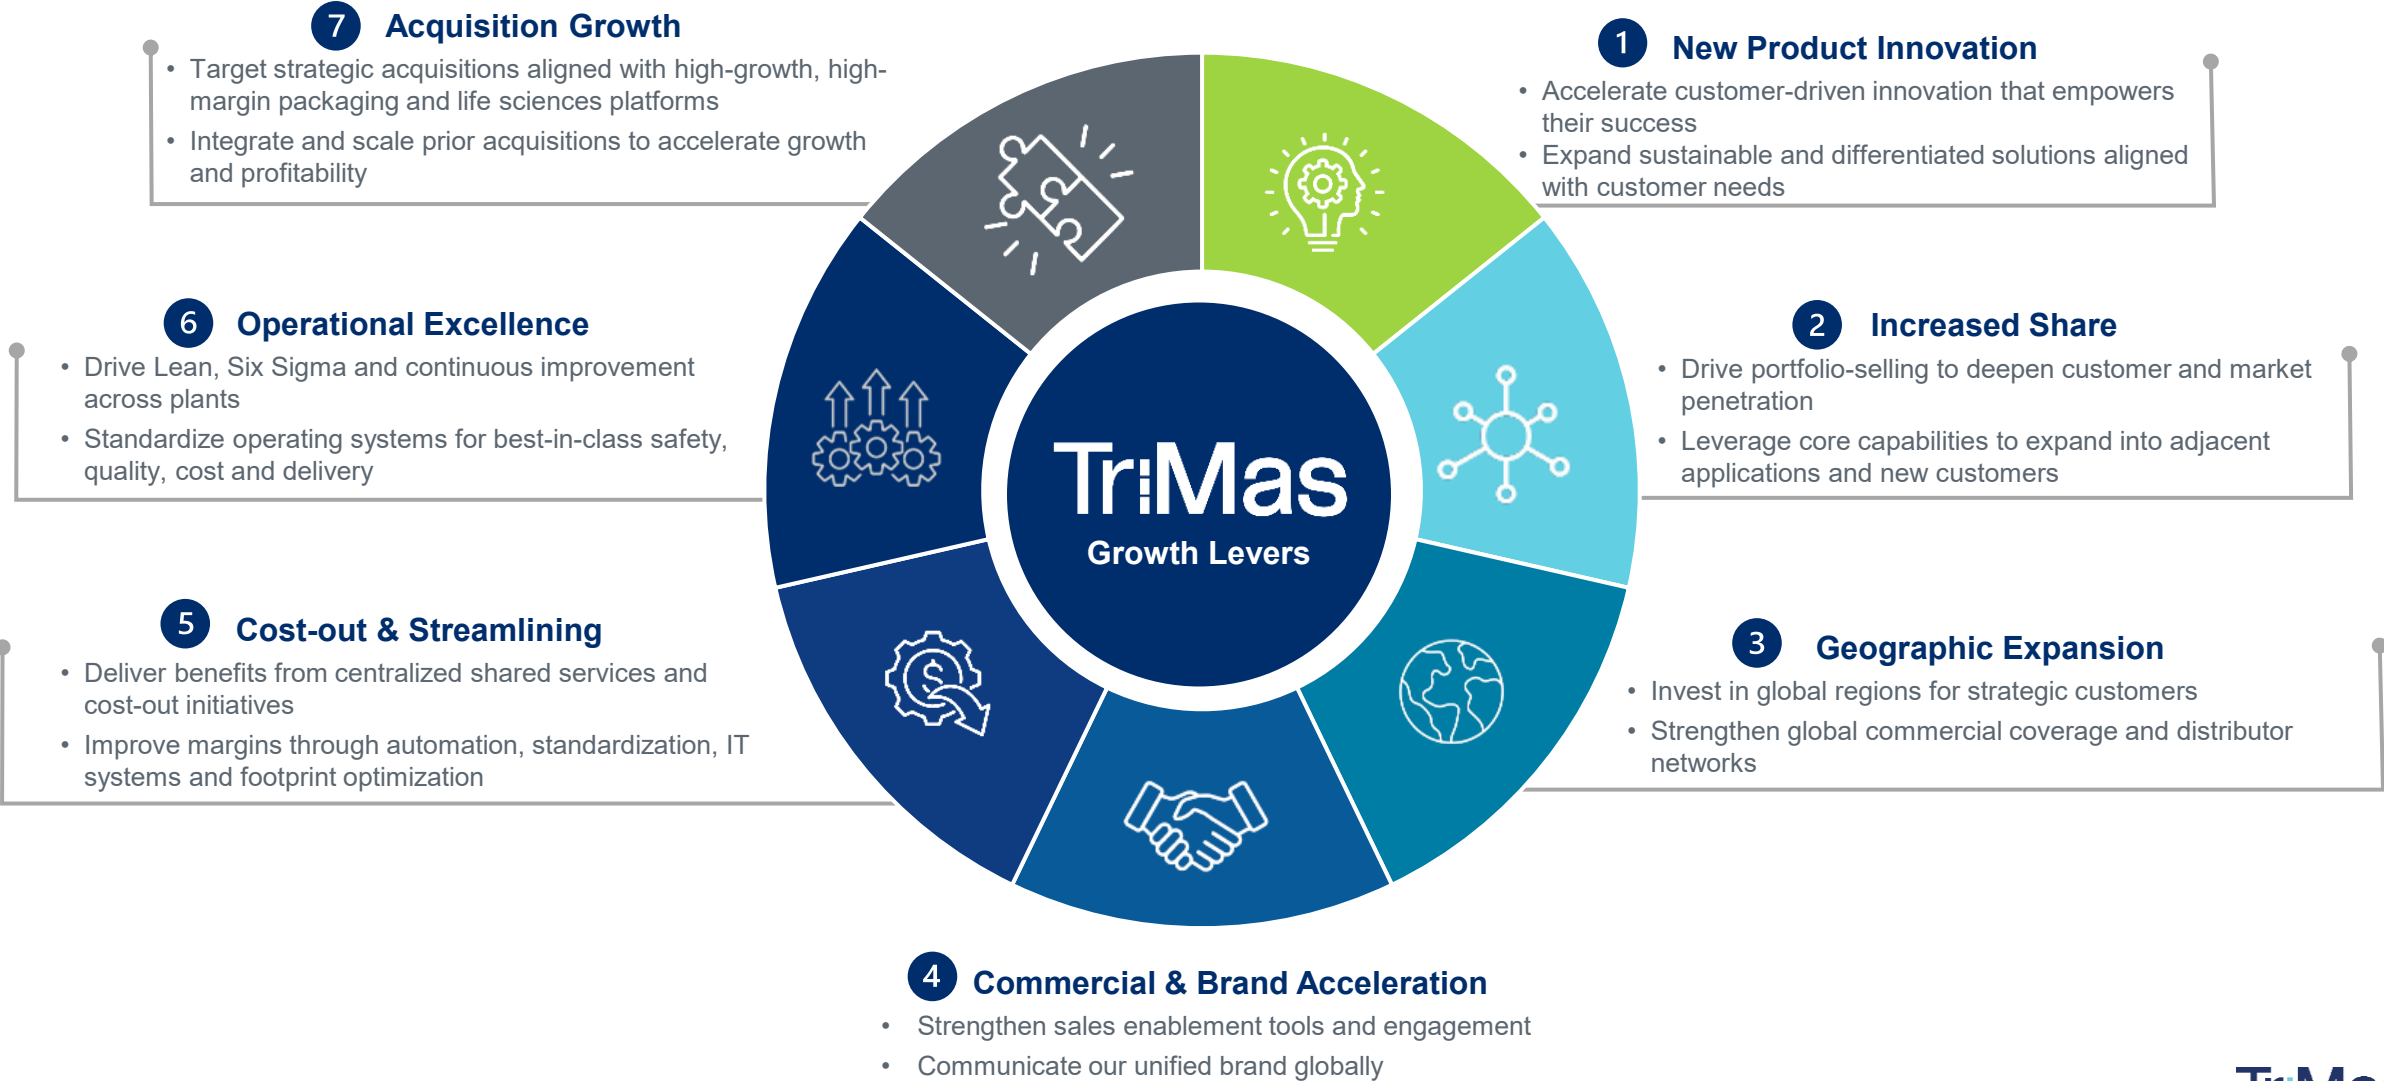 7 Acquisition Growth
• Target strategic acquisitions aligned with high-growth, high-
margin packaging and life sciences platforms
• Integrate and scale prior acquisitions to accelerate growth
and profitability
1 New Product Innovation
• Accelerate customer-driven innovation that empowers
their success
• Expand sustainable and differentiated solutions aligned
with customer needs
6 Operational Excellence
• Drive Lean, Six Sigma and continuous improvement
across plants
• Standardize operating systems for best-in-class safety,
quality, cost and delivery
2 Increased Share
• Drive portfolio-selling to deepen customer and market
penetration
• Leverage core capabilities to expand into adjacent
applications and new customers
TriMas
Growth Levers
5 Cost-out & Streamlining
• Deliver benefits from centralized shared services and
cost-out initiatives
• Improve margins through automation, standardization, IT
systems and footprint optimization
$
3 Geographic Expansion
• Invest in global regions for strategic customers
• Strengthen global commercial coverage and distributor
networks
4 Commercial & Brand Acceleration
• Strengthen sales enablement tools and engagement
• Communicate our unified brand globally